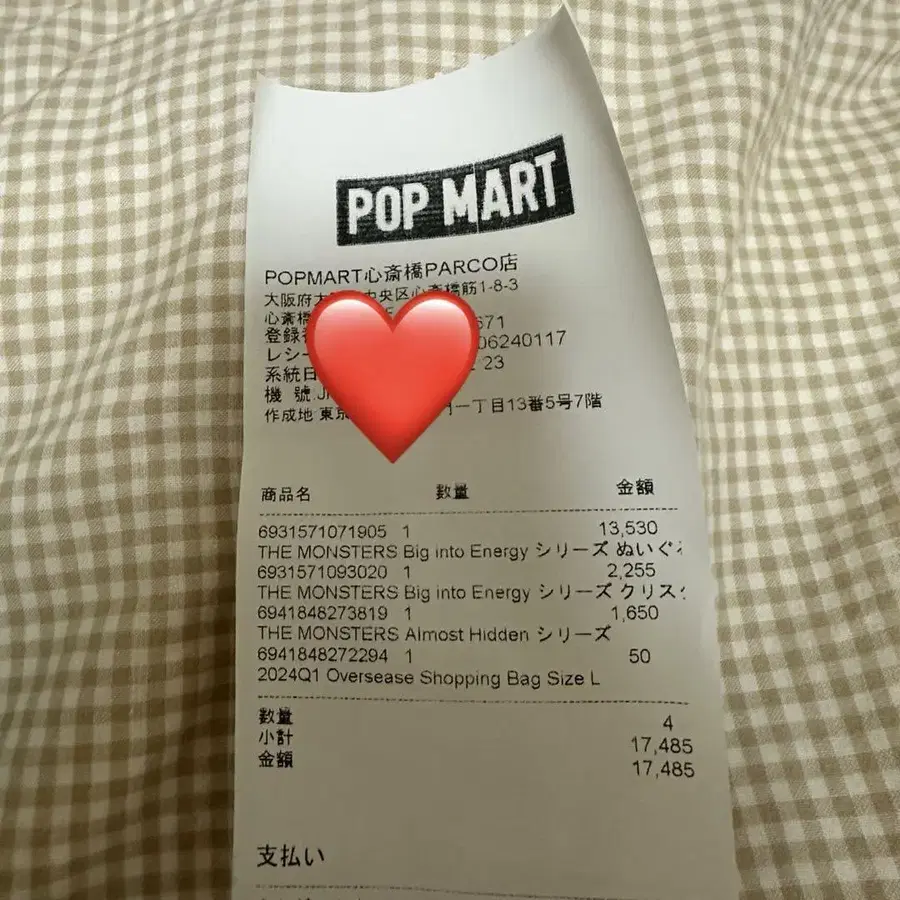 POP MART
POPMART心斎橋PARCO店
大阪府大 中央区心斎橋筋1-8-3
心斎橋 671
登録 06240117
レシ 23
系統日
機 號
作成地:東京 一丁目13番5号7階
商品名 数量 金額
6931571071905 1 13,530
THE MONSTERS Big into Energy シリーズ ぬいぐ
6931571093020 1 2,255
THE MONSTERS Big into Energy シリーズ クリス
6941848273819 1 1,650
THE MONSTERS Almost Hidden シリーズ
6941848272294 1 50
2024Q1 Oversease Shopping Bag Size L
数量 4
小計 17,485
金額 17,485
支払い